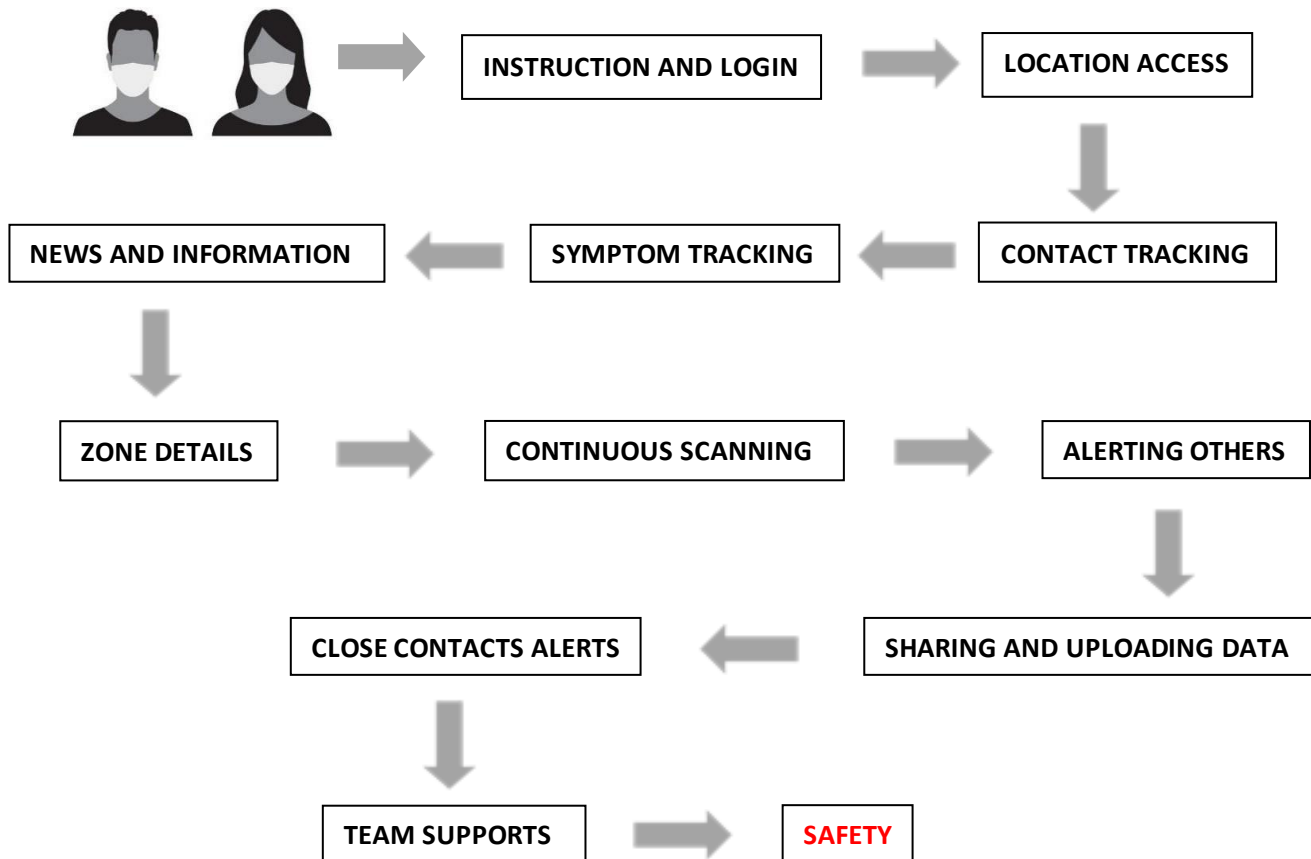 INSTRUCTION AND LOGIN
LOCATION ACCESS
CONTACT TRACKING
SYMPTOM TRACKING
NEWS AND INFORMATION
ZONE DETAILS
CONTINUOUS SCANNING
ALERTING OTHERS
SHARING AND UPLOADING DATA
CLOSE CONTACTS ALERTS
TEAM SUPPORTS
SAFETY